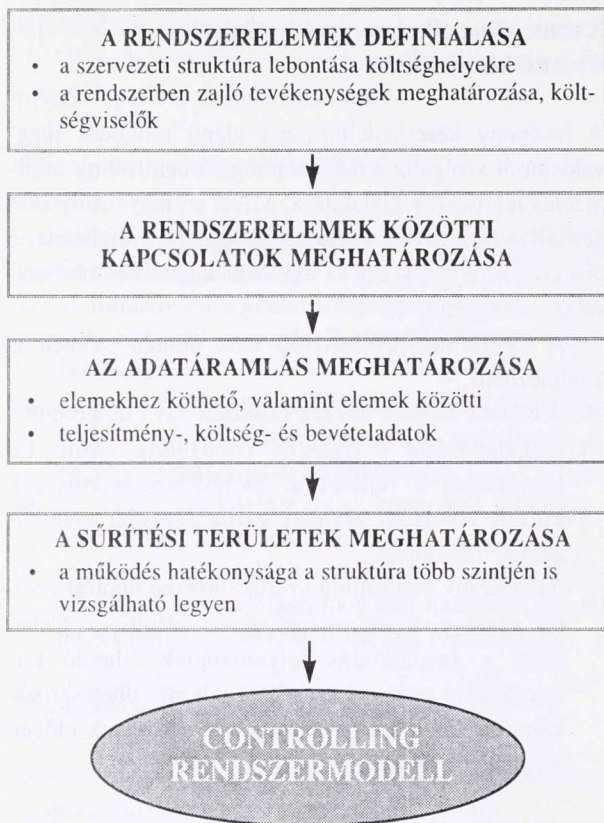 A RENDSZERELEMEK DEFINIÁLÁSA
• a szervezeti struktúra lebontása költséghelyekre
• a rendszerben zajló tevékenységek meghatározása, költ-
ségviselők
A RENDSZERELEMEK KÖZÖTTI
KAPCSOLATOK MEGHATÁROZÁSA
AZ ADATÁRAMLÁS MEGHATÁROZÁSA
• elemekhez köthető, valamint elemek közötti
teljesítmény-, költség- és bevételadatok
A SŰRÍTÉSI TERÜLETEK MEGHATÁROZÁSA
• a működés hatékonysága a struktúra több szintjén is
vizsgálható legyen
CONTROLLING
RENDSZERMODELL